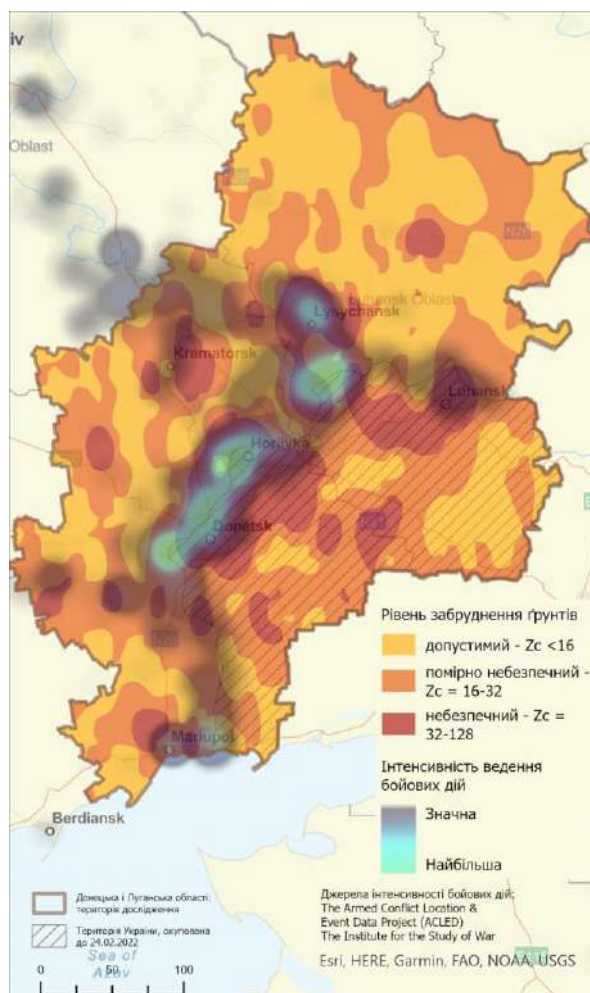 iv
Oblast
Luhansk Oblast
Lysychansk
Kramatorsk
Luhansk
Horlivka
Donetsk
Mariupol
Berdiansk
Рівень забруднення ґрунтів
допустимий - Zc <16
помірно небезпечний -
Zc = 16-32
небезпечний - Zc =
32-128
Інтенсивність ведення
бойових дій
Значна
Найбільша
Донецька і Луганська області:
територія дослідження
Територія України, окупована
до 24.02.2022
Sea of
Azov
0 50 100
Джерела інтенсивності бойових дій:
The Armed Conflict Location &
Event Data Project (ACLED)
The Institute for the Study of War
Esri, HERE, Garmin, FAO, NOAA, USGS